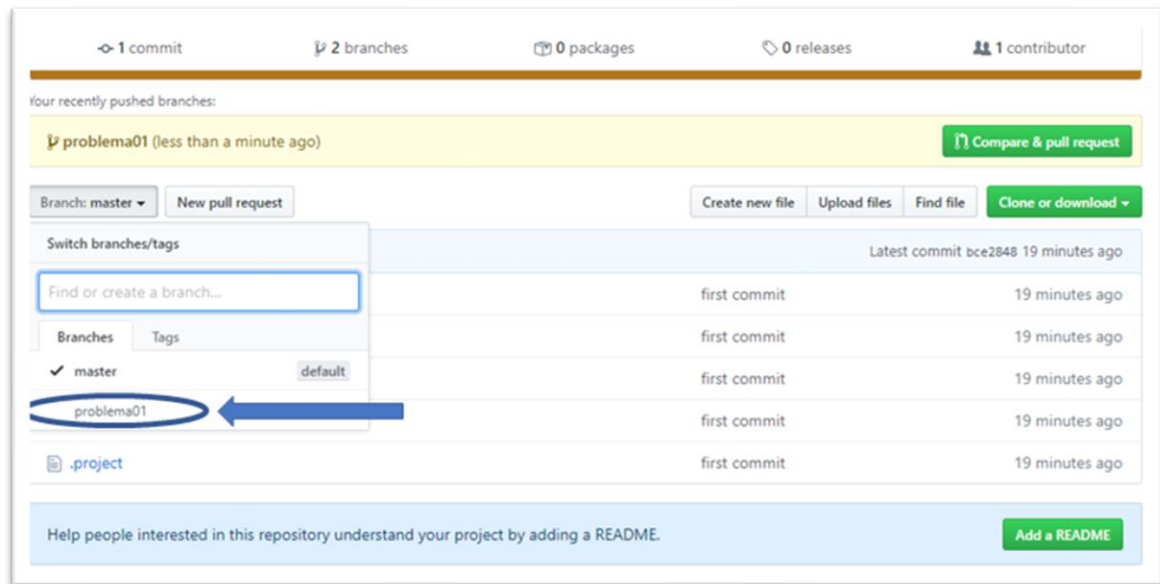 1 commit 2 branches 0 packages 0 releases 1 contributor
Your recently pushed branches:
problema01 (less than a minute ago) Compare & pull request
Branch: master New pull request Create new file Upload files Find file Clone or download
Switch branches/tags
Latest commit bce2848 19 minutes ago
Find or create a branch...
first commit 19 minutes ago
Branches Tags
first commit 19 minutes ago
master default
first commit 19 minutes ago
problema01
first commit 19 minutes ago
.project first commit 19 minutes ago
Help people interested in this repository understand your project by adding a README. Add a README